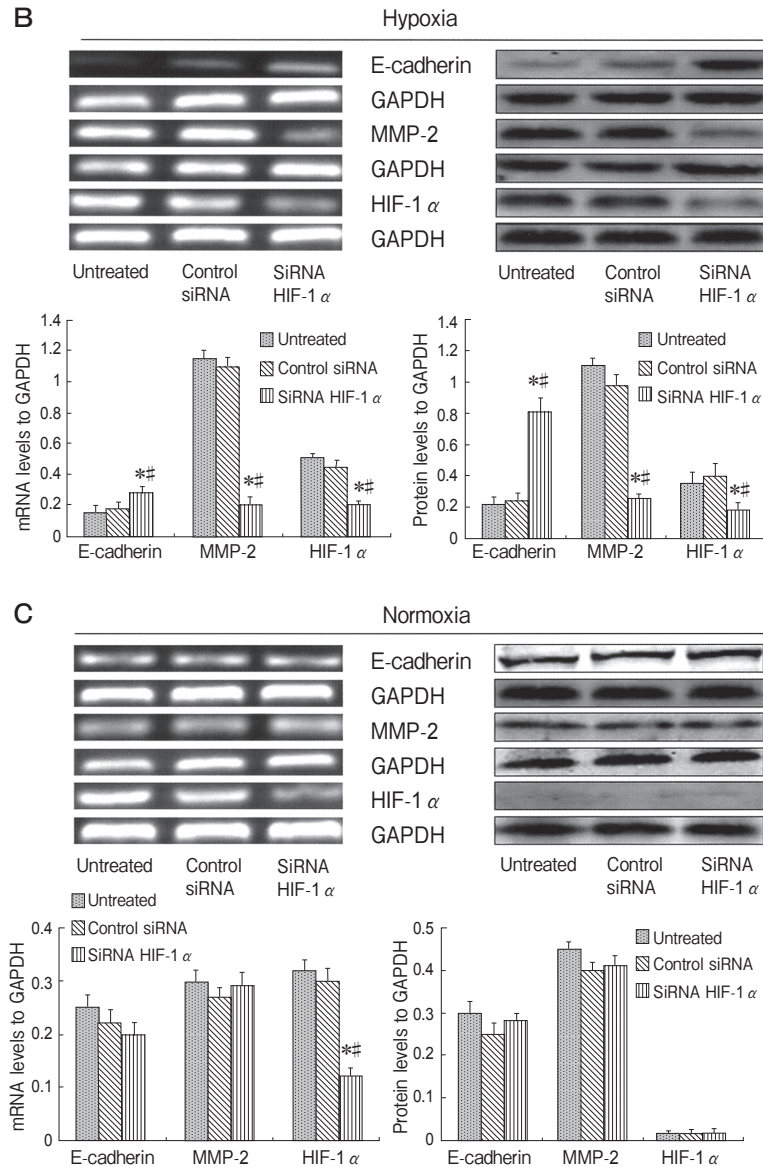 B
Hypoxia
E-cadherin
GAPDH
MMP-2
GAPDH
HIF-1 α
GAPDH
Untreated
Control
siRNA
SiRNA
HIF-1 α
Untreated
Control
siRNA
SiRNA
HIF-1 α
mRNA levels to GAPDH
1.4
1.2
1
0.8
0.6
0.4
0.2
0
Untreated
Control siRNA
SiRNA HIF-1 α
*#
*#
*#
E-cadherin
MMP-2
HIF-1 α
Protein levels to GAPDH
1.4
1.2
1
0.8
0.6
0.4
0.2
0
Untreated
Control siRNA
SiRNA HIF-1 α
*#
*#
*#
E-cadherin
MMP-2
HIF-1 α
C
Normoxia
E-cadherin
GAPDH
MMP-2
GAPDH
HIF-1 α
GAPDH
Untreated
Control
siRNA
SiRNA
HIF-1 α
Untreated
Control
siRNA
SiRNA
HIF-1 α
mRNA levels to GAPDH
0.4
0.3
0.2
0.1
0
Untreated
Control siRNA
SiRNA HIF-1 α
*#
E-cadherin
MMP-2
HIF-1 α
Protein levels to GAPDH
0.5
0.4
0.3
0.2
0.1
0
Untreated
Control siRNA
SiRNA HIF-1 α
E-cadherin
MMP-2
HIF-1 α